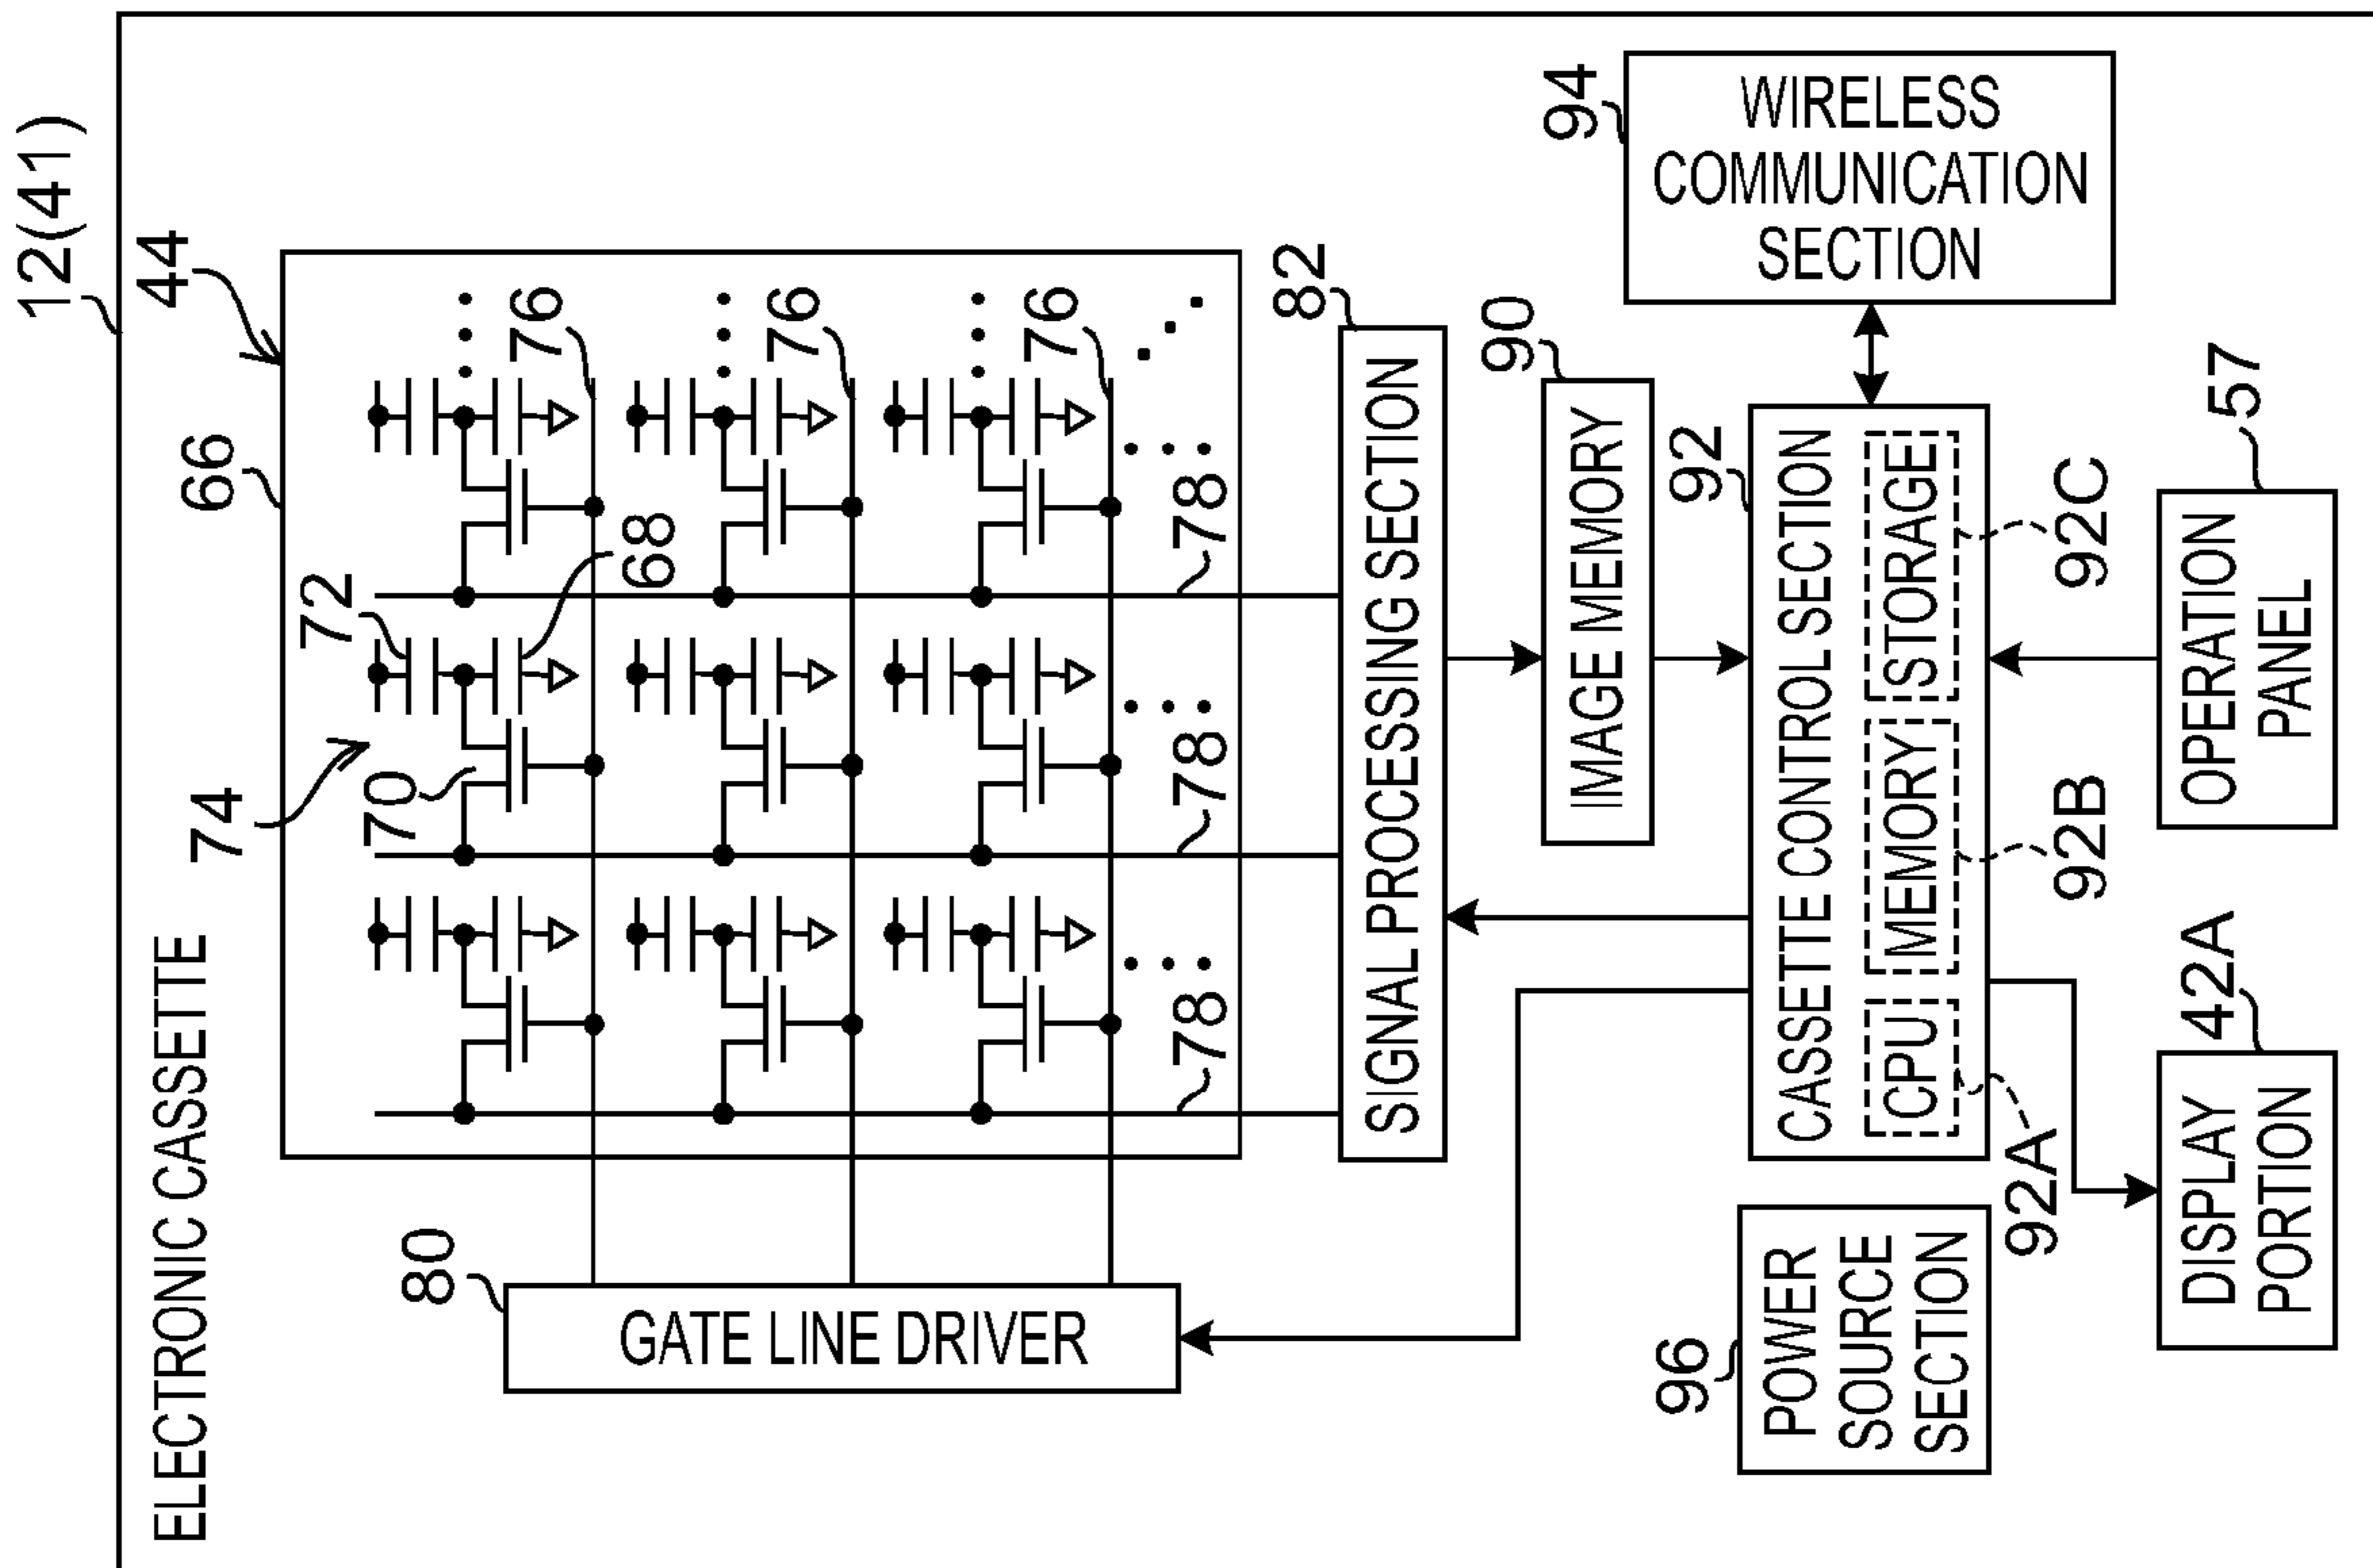 12(41)
ELECTRONIC CASSETTE
44
66
74
72
70
68
76
76
76
78
78
78
80
GATE LINE DRIVER
82
SIGNAL PROCESSING SECTION
90
IMAGE MEMORY
92
CASSETTE CONTROL SECTION
CPU
MEMORY
STORAGE
92A
92B
92C
94
WIRELESS
COMMUNICATION
SECTION
96
POWER
SOURCE
SECTION
42A
DISPLAY
PORTION
57
OPERATION
PANEL